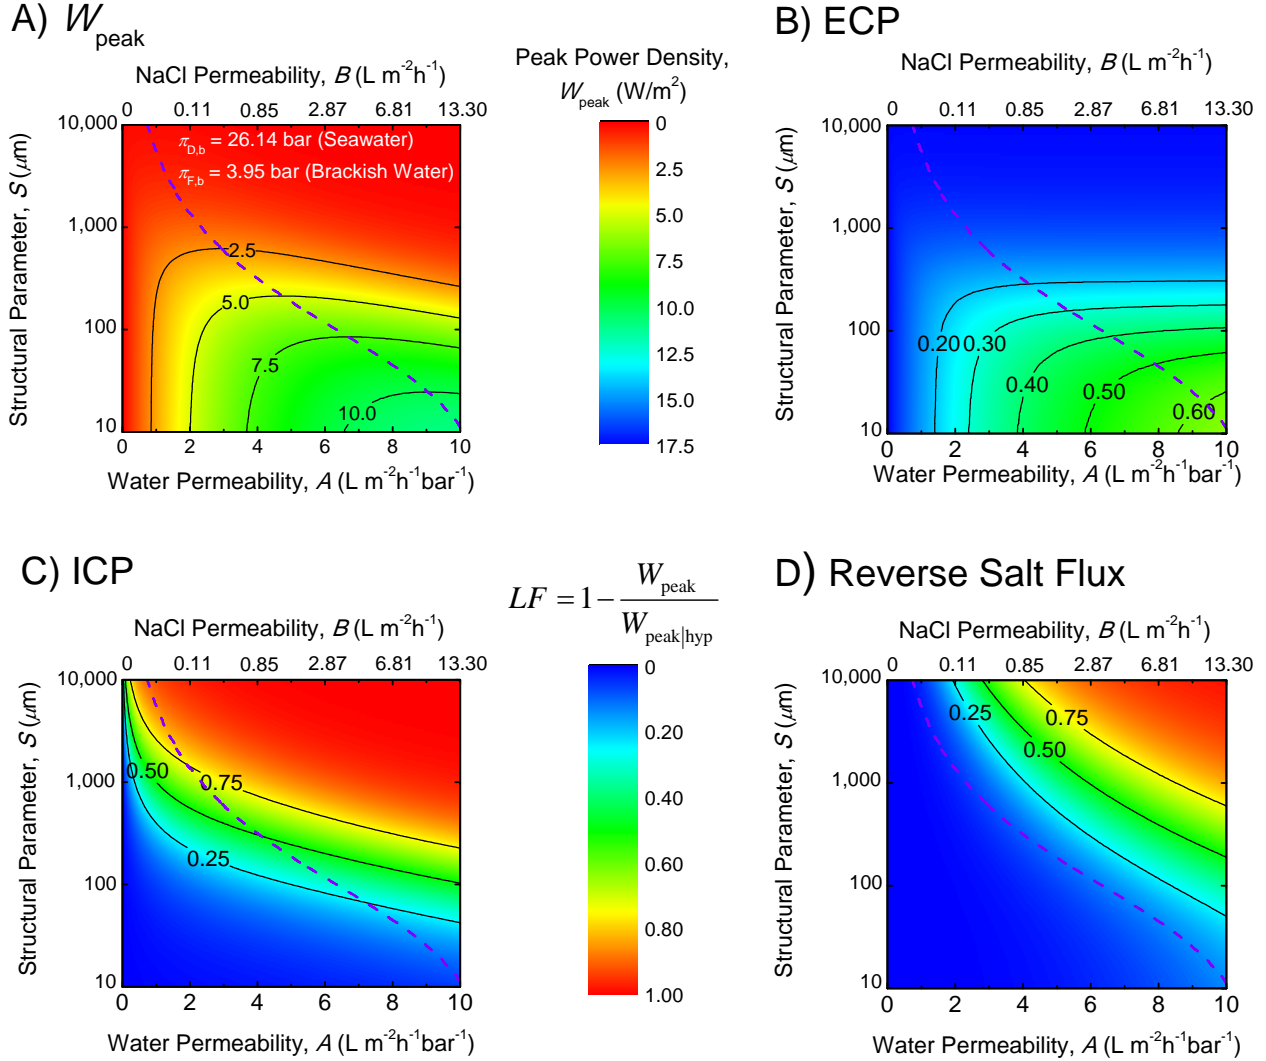 A) W peak
NaCl Permeability, B (L m-2h-1)
0 0.11 0.85 2.87 6.81 13.30
10,000
1,000
100
10
Structural Parameter, S (μm)
πD,b = 26.14 bar (Seawater)
πF,b = 3.95 bar (Brackish Water)
2.5
5.0
7.5
10.0
0 2 4 6 8 10
Water Permeability, A (L m-2h-1bar-1)
Peak Power Density,
Wpeak (W/m2)
0
2.5
5.0
7.5
10.0
12.5
15.0
17.5
B) ECP
NaCl Permeability, B (L m-2h-1)
0 0.11 0.85 2.87 6.81 13.30
10,000
1,000
100
10
Structural Parameter, S (μm)
0.20 0.30
0.40
0.50
0.60
0 2 4 6 8 10
Water Permeability, A (L m-2h-1bar-1)
C) ICP
NaCl Permeability, B (L m-2h-1)
0 0.11 0.85 2.87 6.81 13.30
10,000
1,000
100
10
Structural Parameter, S (μm)
0.50
0.75
0.25
0 2 4 6 8 10
Water Permeability, A (L m-2h-1bar-1)
LF = 1 − Wpeak / Wpeak|hyp
0
0.20
0.40
0.60
0.80
1.00
D) Reverse Salt Flux
NaCl Permeability, B (L m-2h-1)
0 0.11 0.85 2.87 6.81 13.30
10,000
1,000
100
10
Structural Parameter, S (μm)
0.25
0.75
0.50
0 2 4 6 8 10
Water Permeability, A (L m-2h-1bar-1)